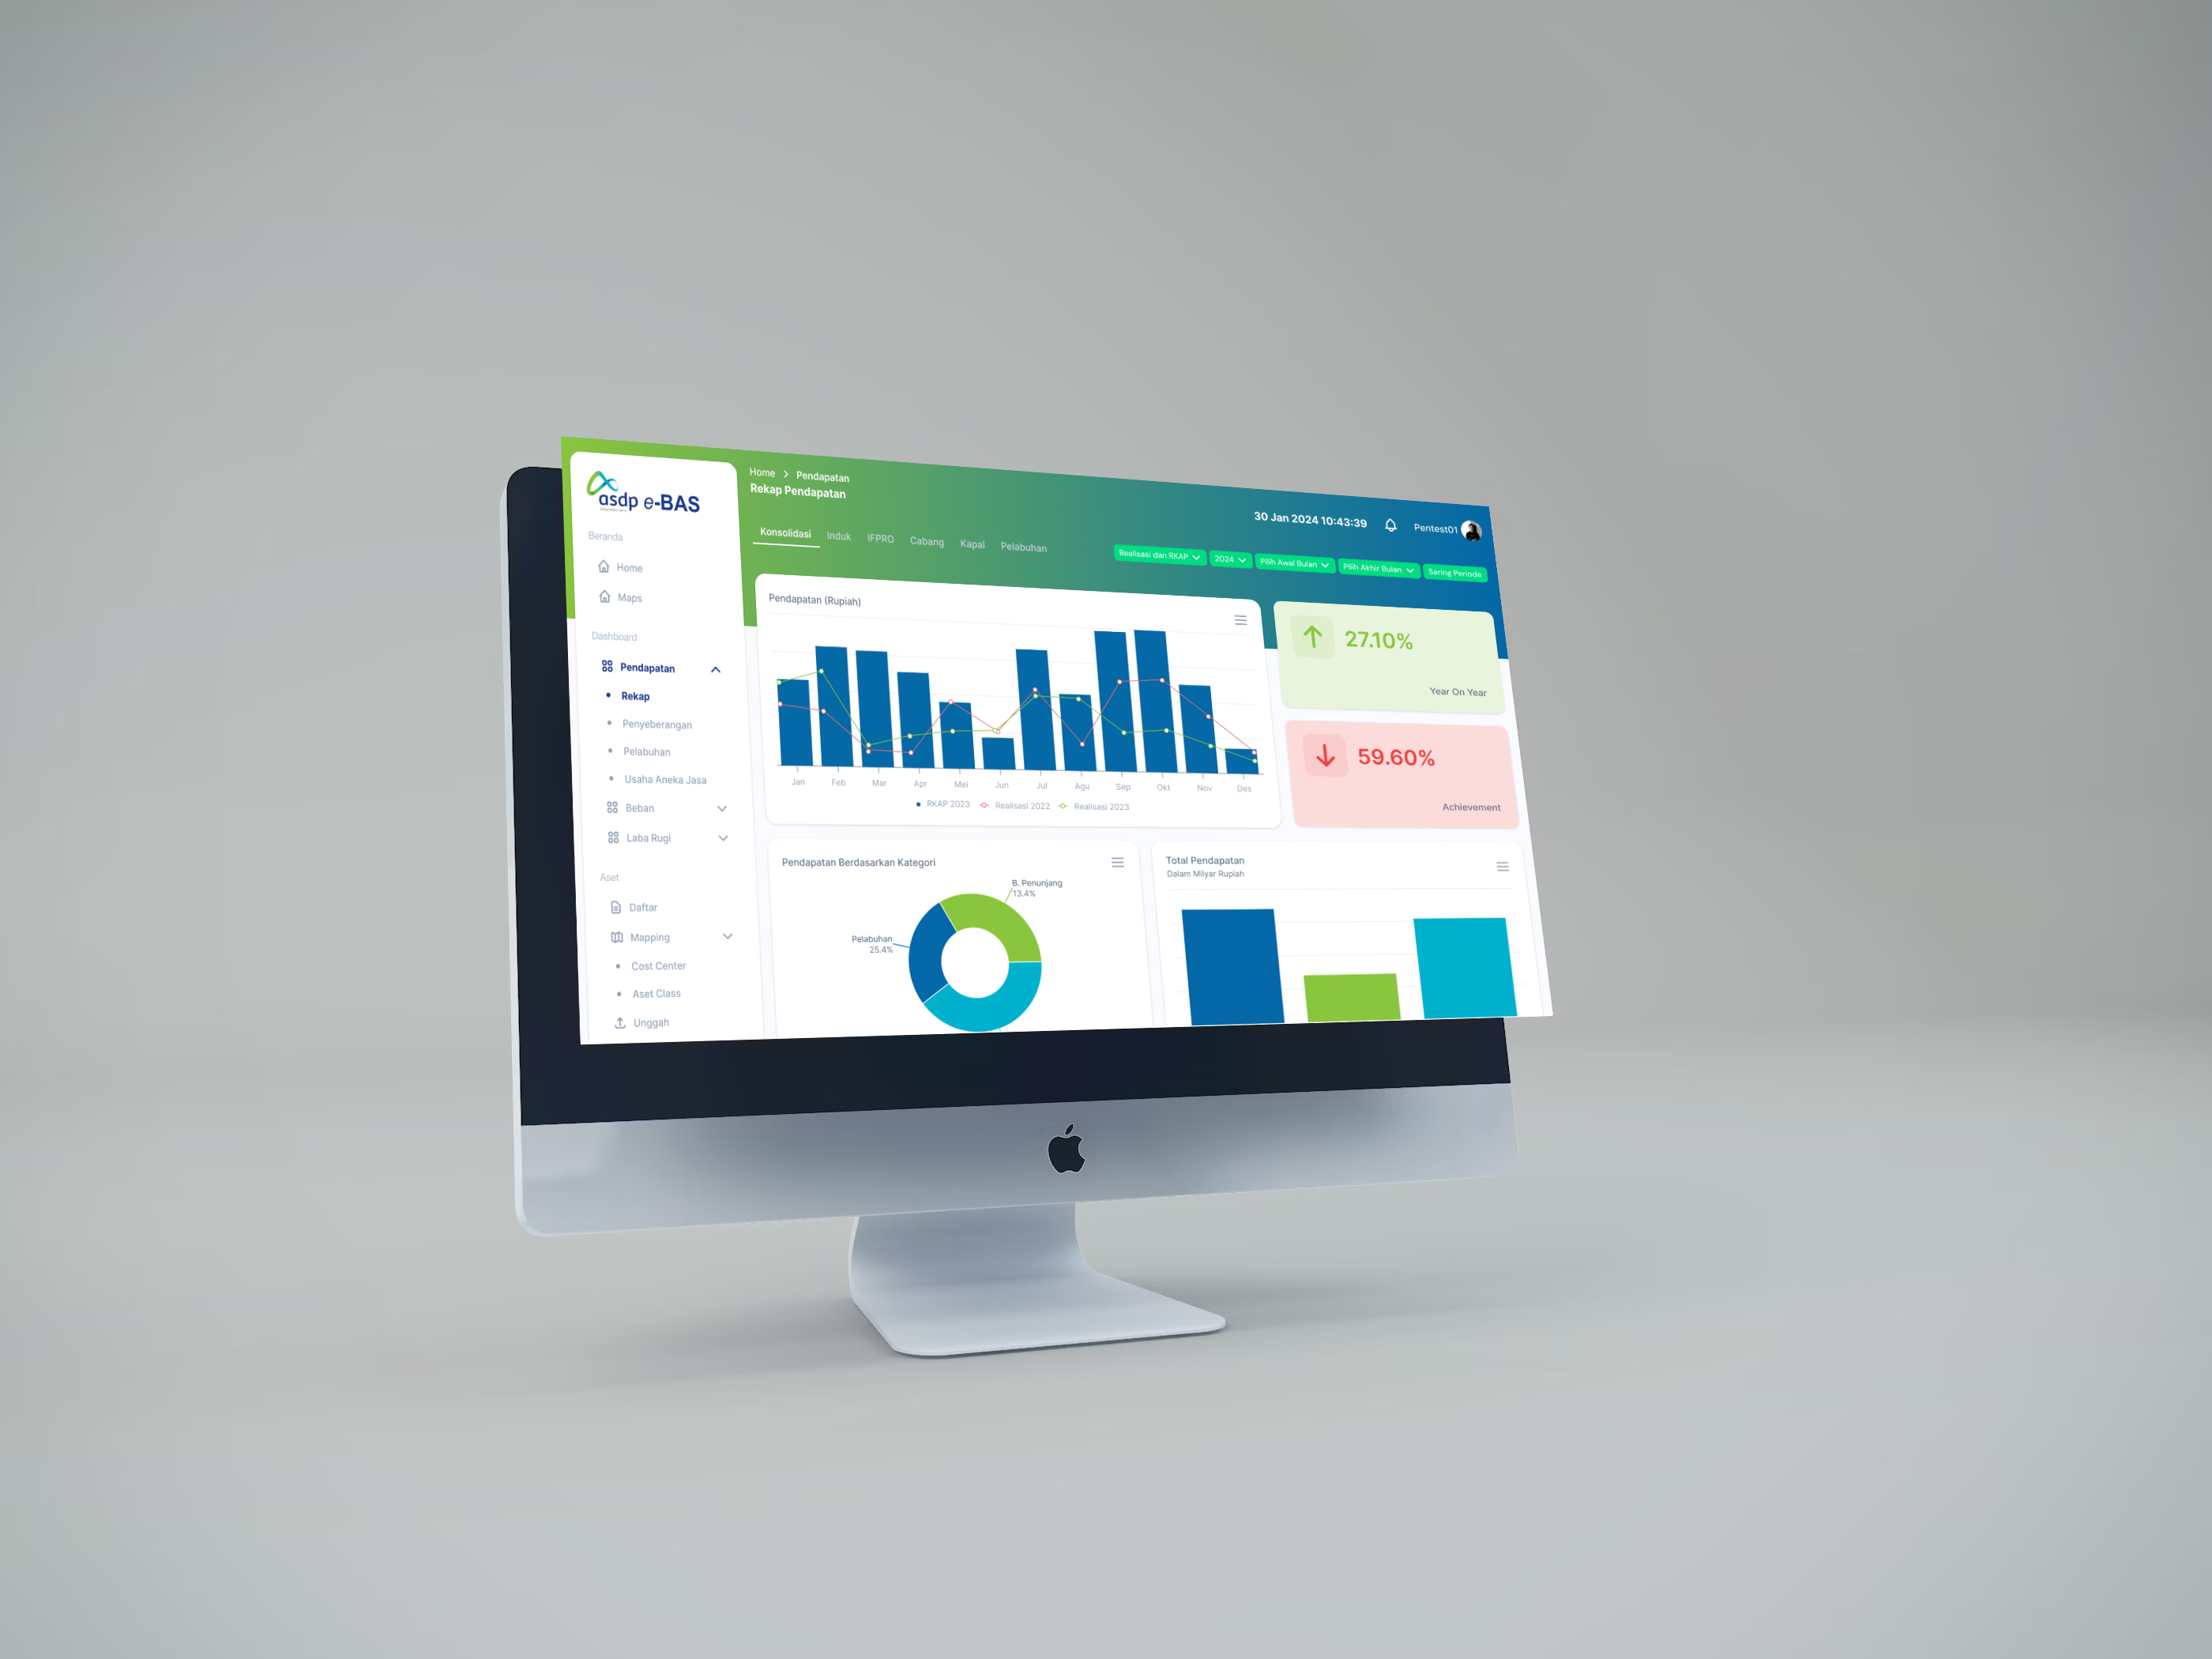 asdp e-BAS
Beranda
Home
Maps
Dashboard
Pendapatan
Rekap
Penyeberangan
Pelabuhan
Usaha Aneka Jasa
Beban
Laba Rugi
Aset
Daftar
Mapping
Cost Center
Aset Class
Unggah
Home > Pendapatan
Rekap Pendapatan
30 Jan 2024 10:43:39
Pentest01
Konsolidasi Induk IFPRO Cabang Kapal Pelabuhan
Realisasi dan RKAP 2024 Pilih Awal Bulan Pilih Akhir Bulan Saring Periode
Pendapatan (Rupiah)
Jan Feb Mar Apr Mei Jun Jul Agu Sep Okt Nov Des
RKAP 2023 Realisasi 2022 Realisasi 2023
27.10%
Year On Year
59.60%
Achievement
Pendapatan Berdasarkan Kategori
B. Penunjang
13.4%
Pelabuhan
25.4%
Total Pendapatan
Dalam Milyar Rupiah